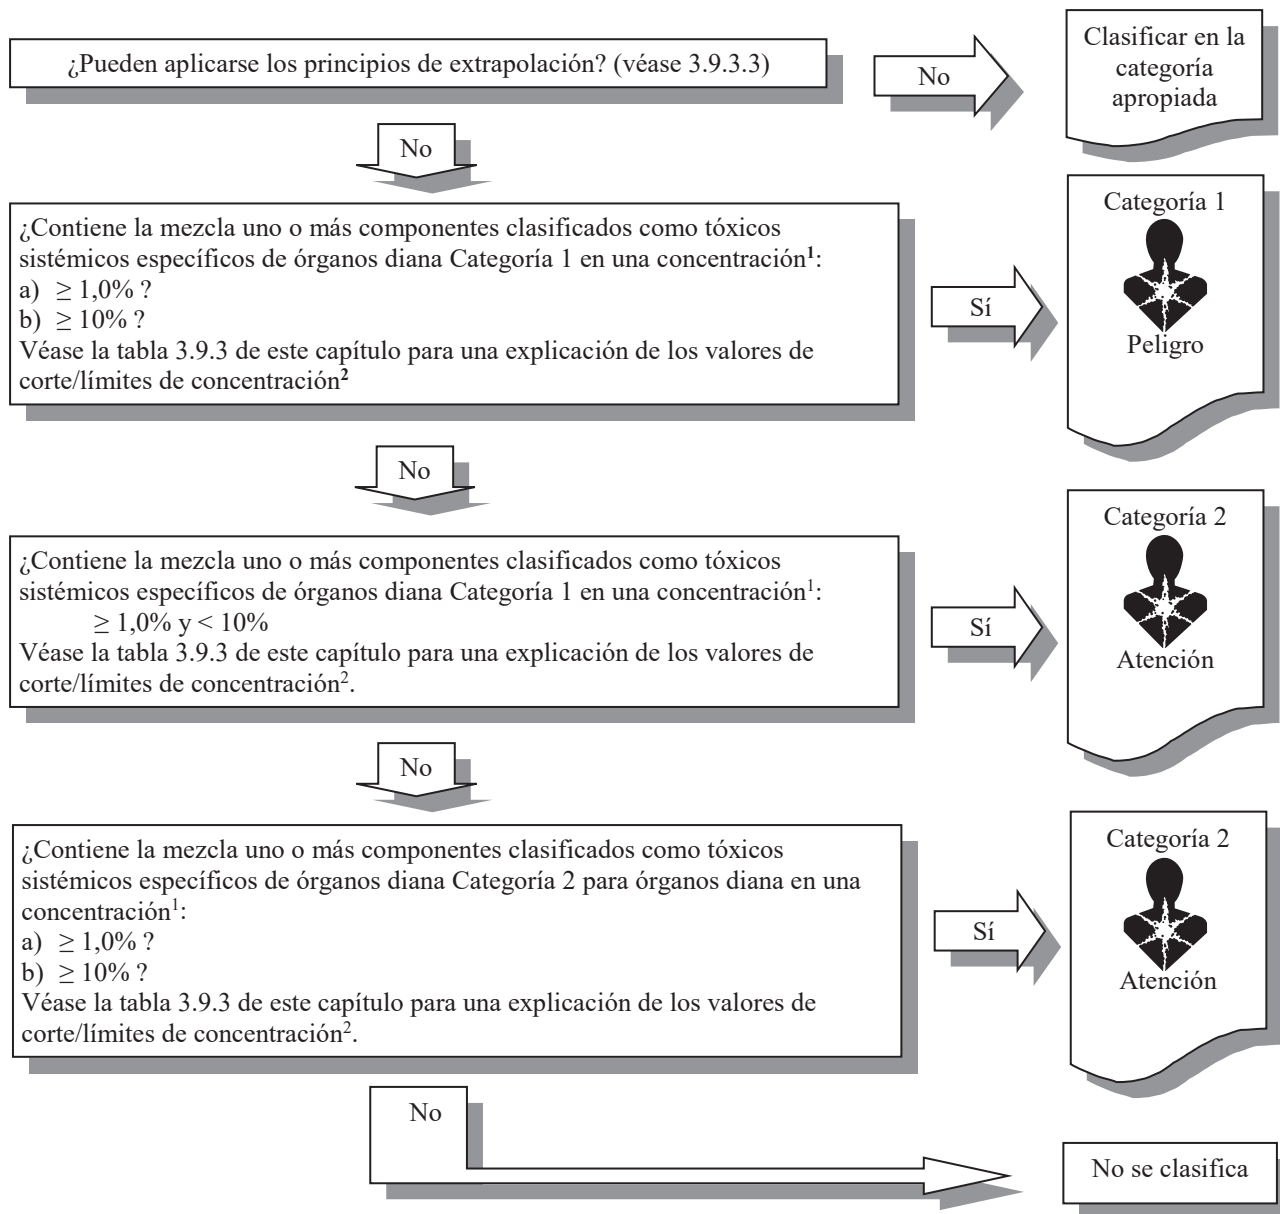 ¿Pueden aplicarse los principios de extrapolación? (véase 3.9.3.3)
No
Clasificar en la
categoría
apropiada
No
¿Contiene la mezcla uno o más componentes clasificados como tóxicos
sistémicos específicos de órganos diana Categoría 1 en una concentración¹:
a) ≥ 1,0% ?
b) ≥ 10% ?
Véase la tabla 3.9.3 de este capítulo para una explicación de los valores de
corte/límites de concentración²
Sí
Categoría 1
Peligro
No
¿Contiene la mezcla uno o más componentes clasificados como tóxicos
sistémicos específicos de órganos diana Categoría 1 en una concentración¹:
≥ 1,0% y < 10%
Véase la tabla 3.9.3 de este capítulo para una explicación de los valores de
corte/límites de concentración².
Sí
Categoría 2
Atención
No
¿Contiene la mezcla uno o más componentes clasificados como tóxicos
sistémicos específicos de órganos diana Categoría 2 para órganos diana en una
concentración¹:
a) ≥ 1,0% ?
b) ≥ 10% ?
Véase la tabla 3.9.3 de este capítulo para una explicación de los valores de
corte/límites de concentración².
Sí
Categoría 2
Atención
No
No se clasifica